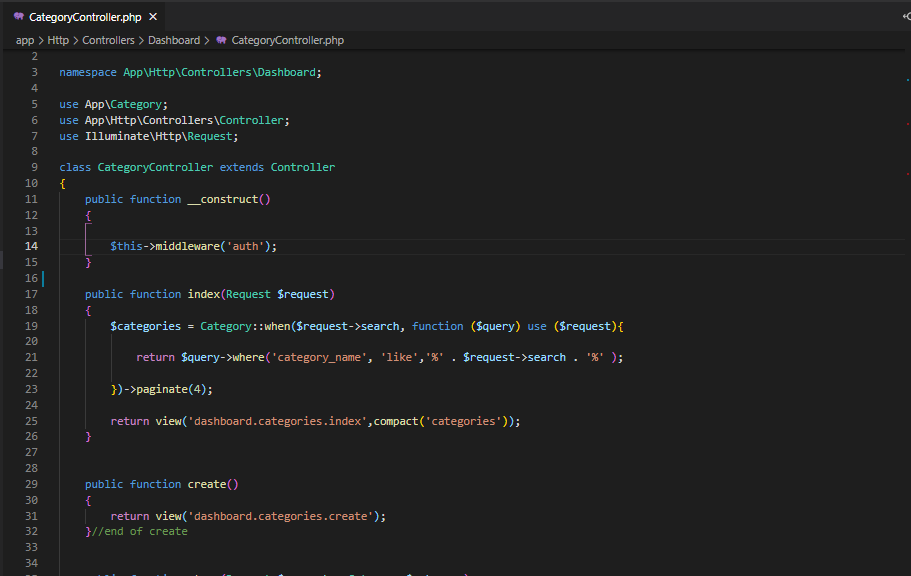 CategoryController.php ×
app > Http > Controllers > Dashboard > CategoryController.php
2
3 namespace App\Http\Controllers\Dashboard;
4
5 use App\Category;
6 use App\Http\Controllers\Controller;
7 use Illuminate\Http\Request;
8
9 class CategoryController extends Controller
10 {
11 public function __construct()
12 {
13
14 $this->middleware('auth');
15 }
16
17 public function index(Request $request)
18 {
19 $categories = Category::when($request->search, function ($query) use ($request){
20
21 return $query->where('category_name', 'like','%' . $request->search . '%' );
22
23 })->paginate(4);
24
25 return view('dashboard.categories.index',compact('categories'));
26 }
27
28
29 public function create()
30 {
31 return view('dashboard.categories.create');
32 }//end of create
33
34